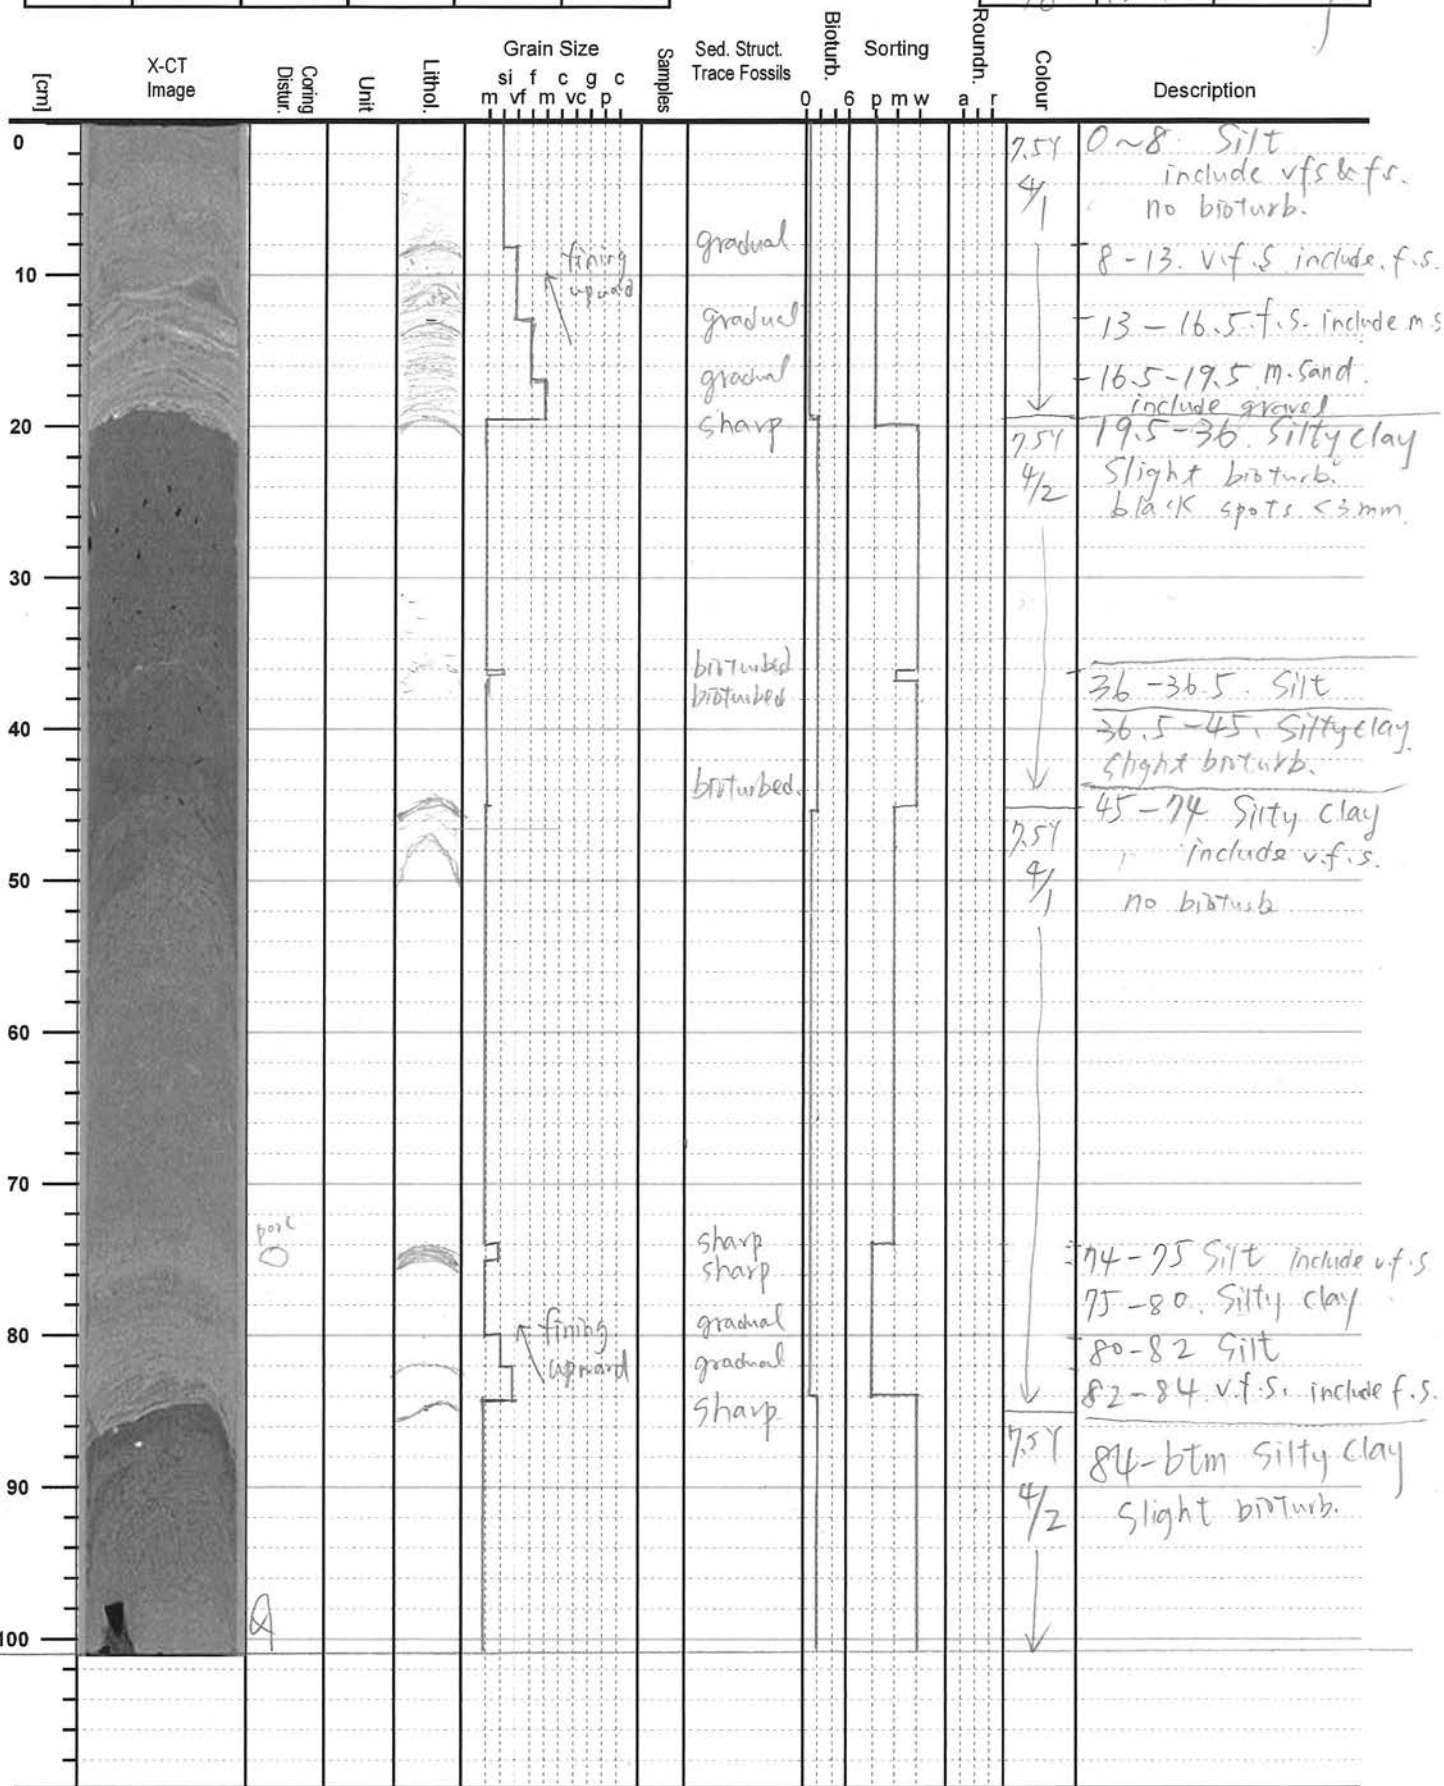 [cm]
X-CT
Image
Coring
Distur.
Unit
Lithol.
Grain Size
si f c g c
m vf m vc p
Samples
Sed. Struct.
Trace Fossils
Bioturb.
0 6
Sorting
p m w
Roundn.
a r
Colour
Description
0
7.5Y
4/1
0~8. Silt
include vfs & fs.
no bioturb.
gradual
8-13. v.f.s include. f.s.
10
fining
upward
gradual
13-16.5. f.s. include m.s
gradual
16.5-19.5 m. sand.
include gravel
20
sharp
7.5Y
4/2
19.5-36. Silty clay
Slight bioturb.
black spots <3mm.
30
bioturbed
bioturbed
36-36.5. Silt
40
36.5-45. Silty clay.
slight bioturb.
bioturbed.
7.5Y
4/1
45-74 Silty clay
include v.f.s.
50
no bioturb
60
70
pore
sharp
sharp
74-75 Silt include v.f.s
75-80. Silty clay
80
fining
upward
gradual
gradual
80-82 Silt
82-84 v.f.s. include f.s.
sharp
7.5Y
4/2
84-btm Silty clay
Slight bioturb.
90
100